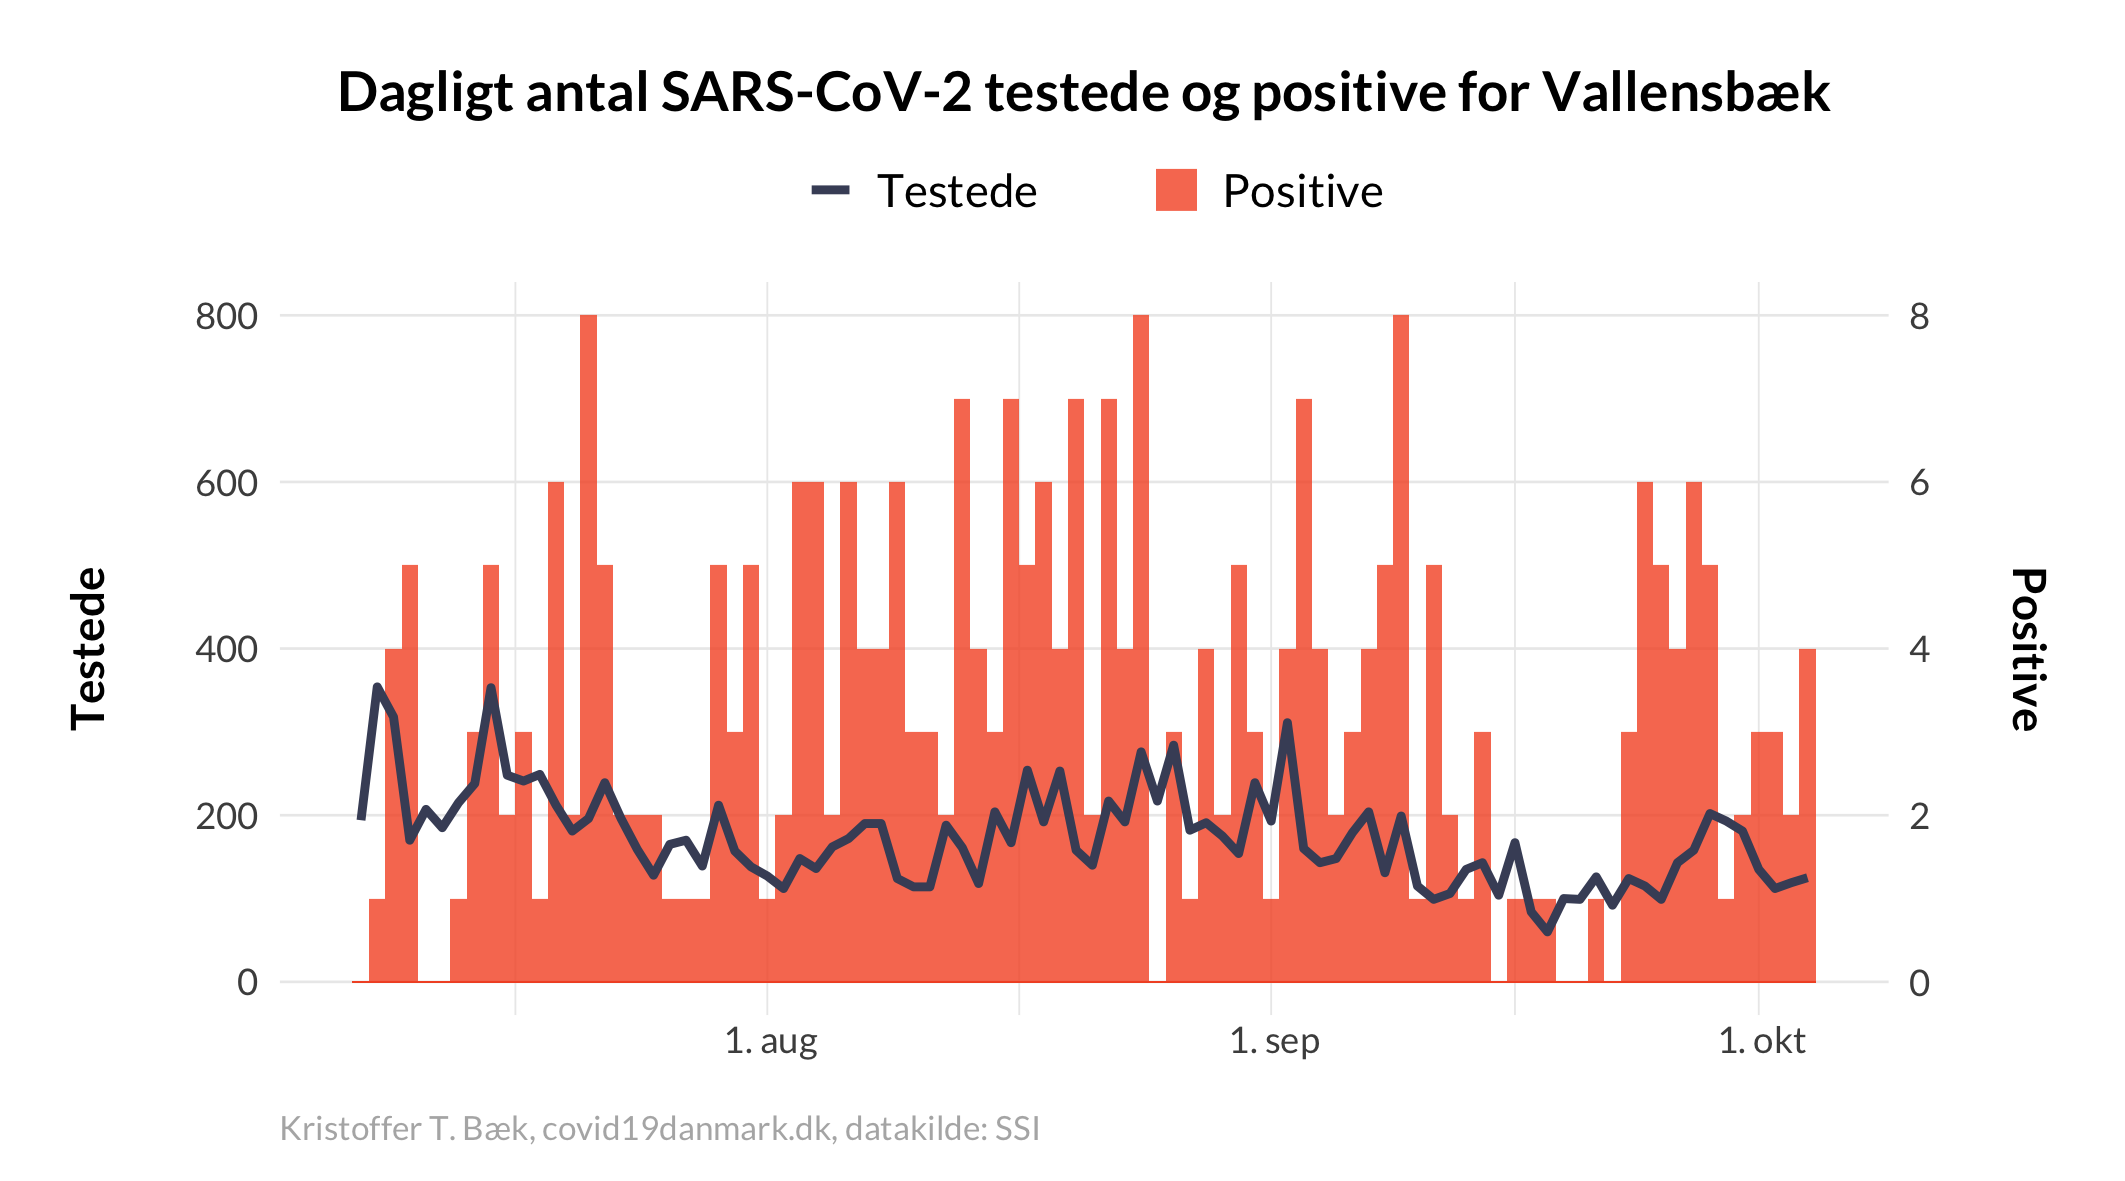 Dagligt antal SARS-CoV-2 testede og positive for Vallensbæk
Testede
Positive
800
600
400
200
0
8
6
4
2
0
Testede
Positive
1. aug
1. sep
1. okt
Kristoffer T. Bæk, covid19danmark.dk, datakilde: SSI